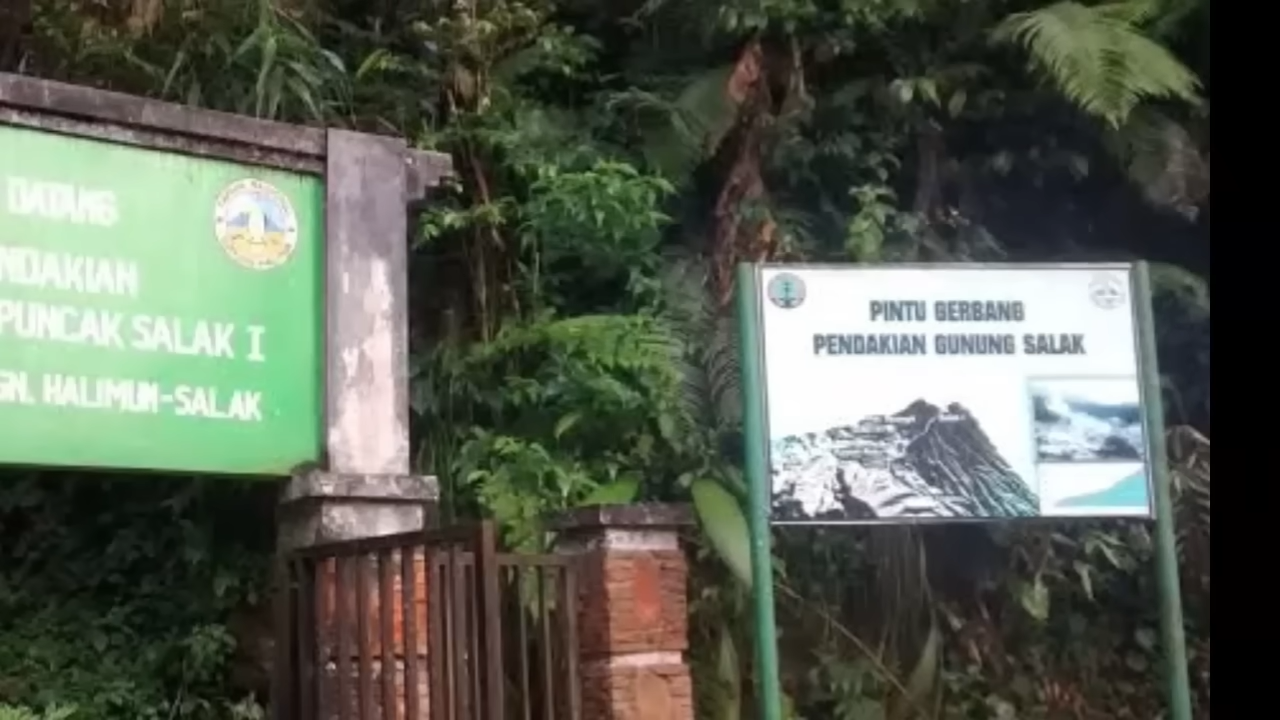 DATANG
NDAKIAN
PUNCAK SALAK I
GN. HALIMUN-SALAK
PINTU GERBANG
PENDAKIAN GUNUNG SALAK